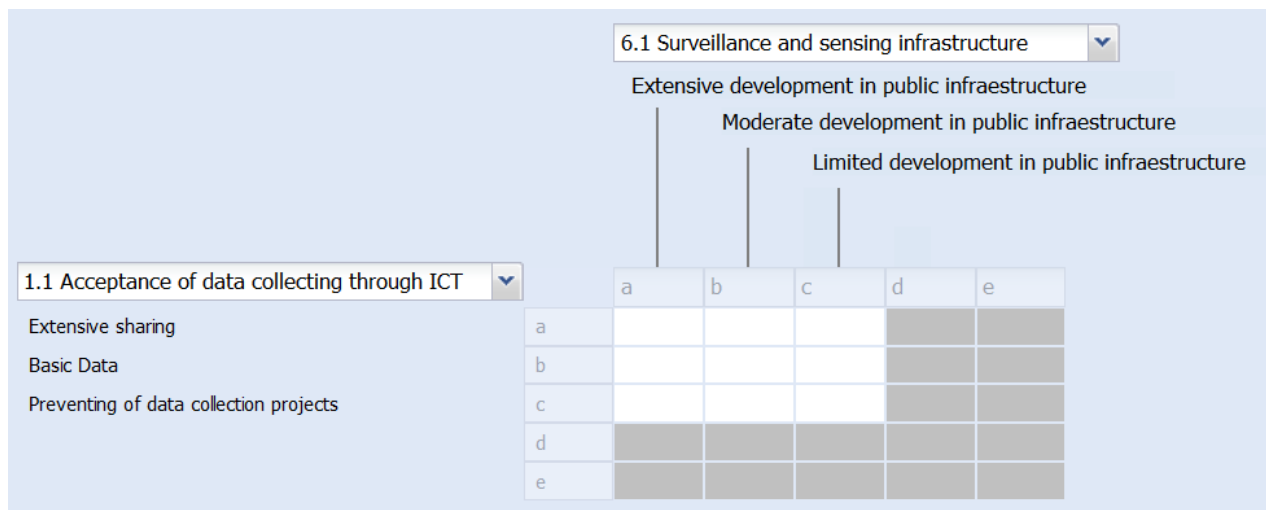 6.1 Surveillance and sensing infrastructure
Extensive development in public infraestructure
Moderate development in public infraestructure
Limited development in public infraestructure
1.1 Acceptance of data collecting through ICT
a b c d e
Extensive sharing a
Basic Data b
Preventing of data collection projects c
d
e